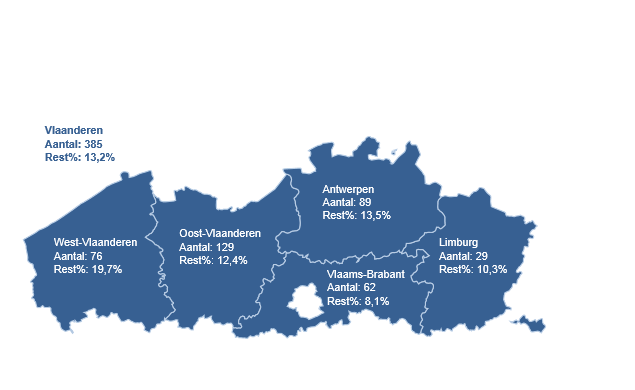 Vlaanderen
Aantal: 385
Rest%: 13,2%
Antwerpen
Aantal: 89
Rest%: 13,5%
West-Vlaanderen
Aantal: 76
Rest%: 19,7%
Oost-Vlaanderen
Aantal: 129
Rest%: 12,4%
Limburg
Aantal: 29
Rest%: 10,3%
Vlaams-Brabant
Aantal: 62
Rest%: 8,1%